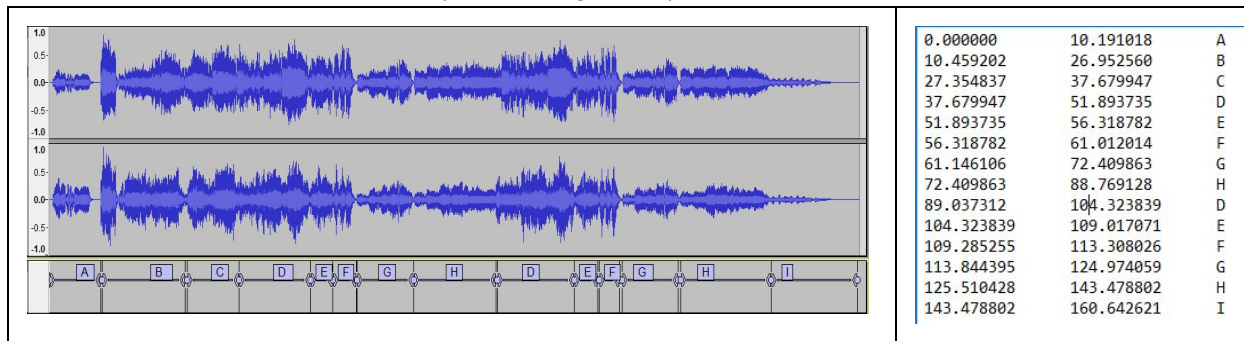 1.0
0.5-
0.0-
-0.5-
-1.0
1.0
0.5-
0.0-
-0.5-
-1.0
A B C D E F G H D E F G H I
0.000000 10.191018 A
10.459202 26.952560 B
27.354837 37.679947 C
37.679947 51.893735 D
51.893735 56.318782 E
56.318782 61.012014 F
61.146106 72.409863 G
72.409863 88.769128 H
89.037312 104.323839 D
104.323839 109.017071 E
109.285255 113.308026 F
113.844395 124.974059 G
125.510428 143.478802 H
143.478802 160.642621 I